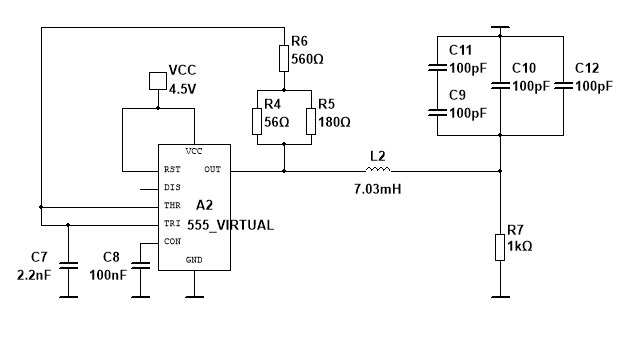 R6
560Ω
C11
100pF
C10
100pF
C12
100pF
VCC
4.5V
C9
100pF
R4
56Ω
R5
180Ω
VCC
L2
7.03mH
RST
OUT
DIS
THR
A2
TRI
555_VIRTUAL
CON
GND
C7
2.2nF
C8
100nF
R7
1kΩ